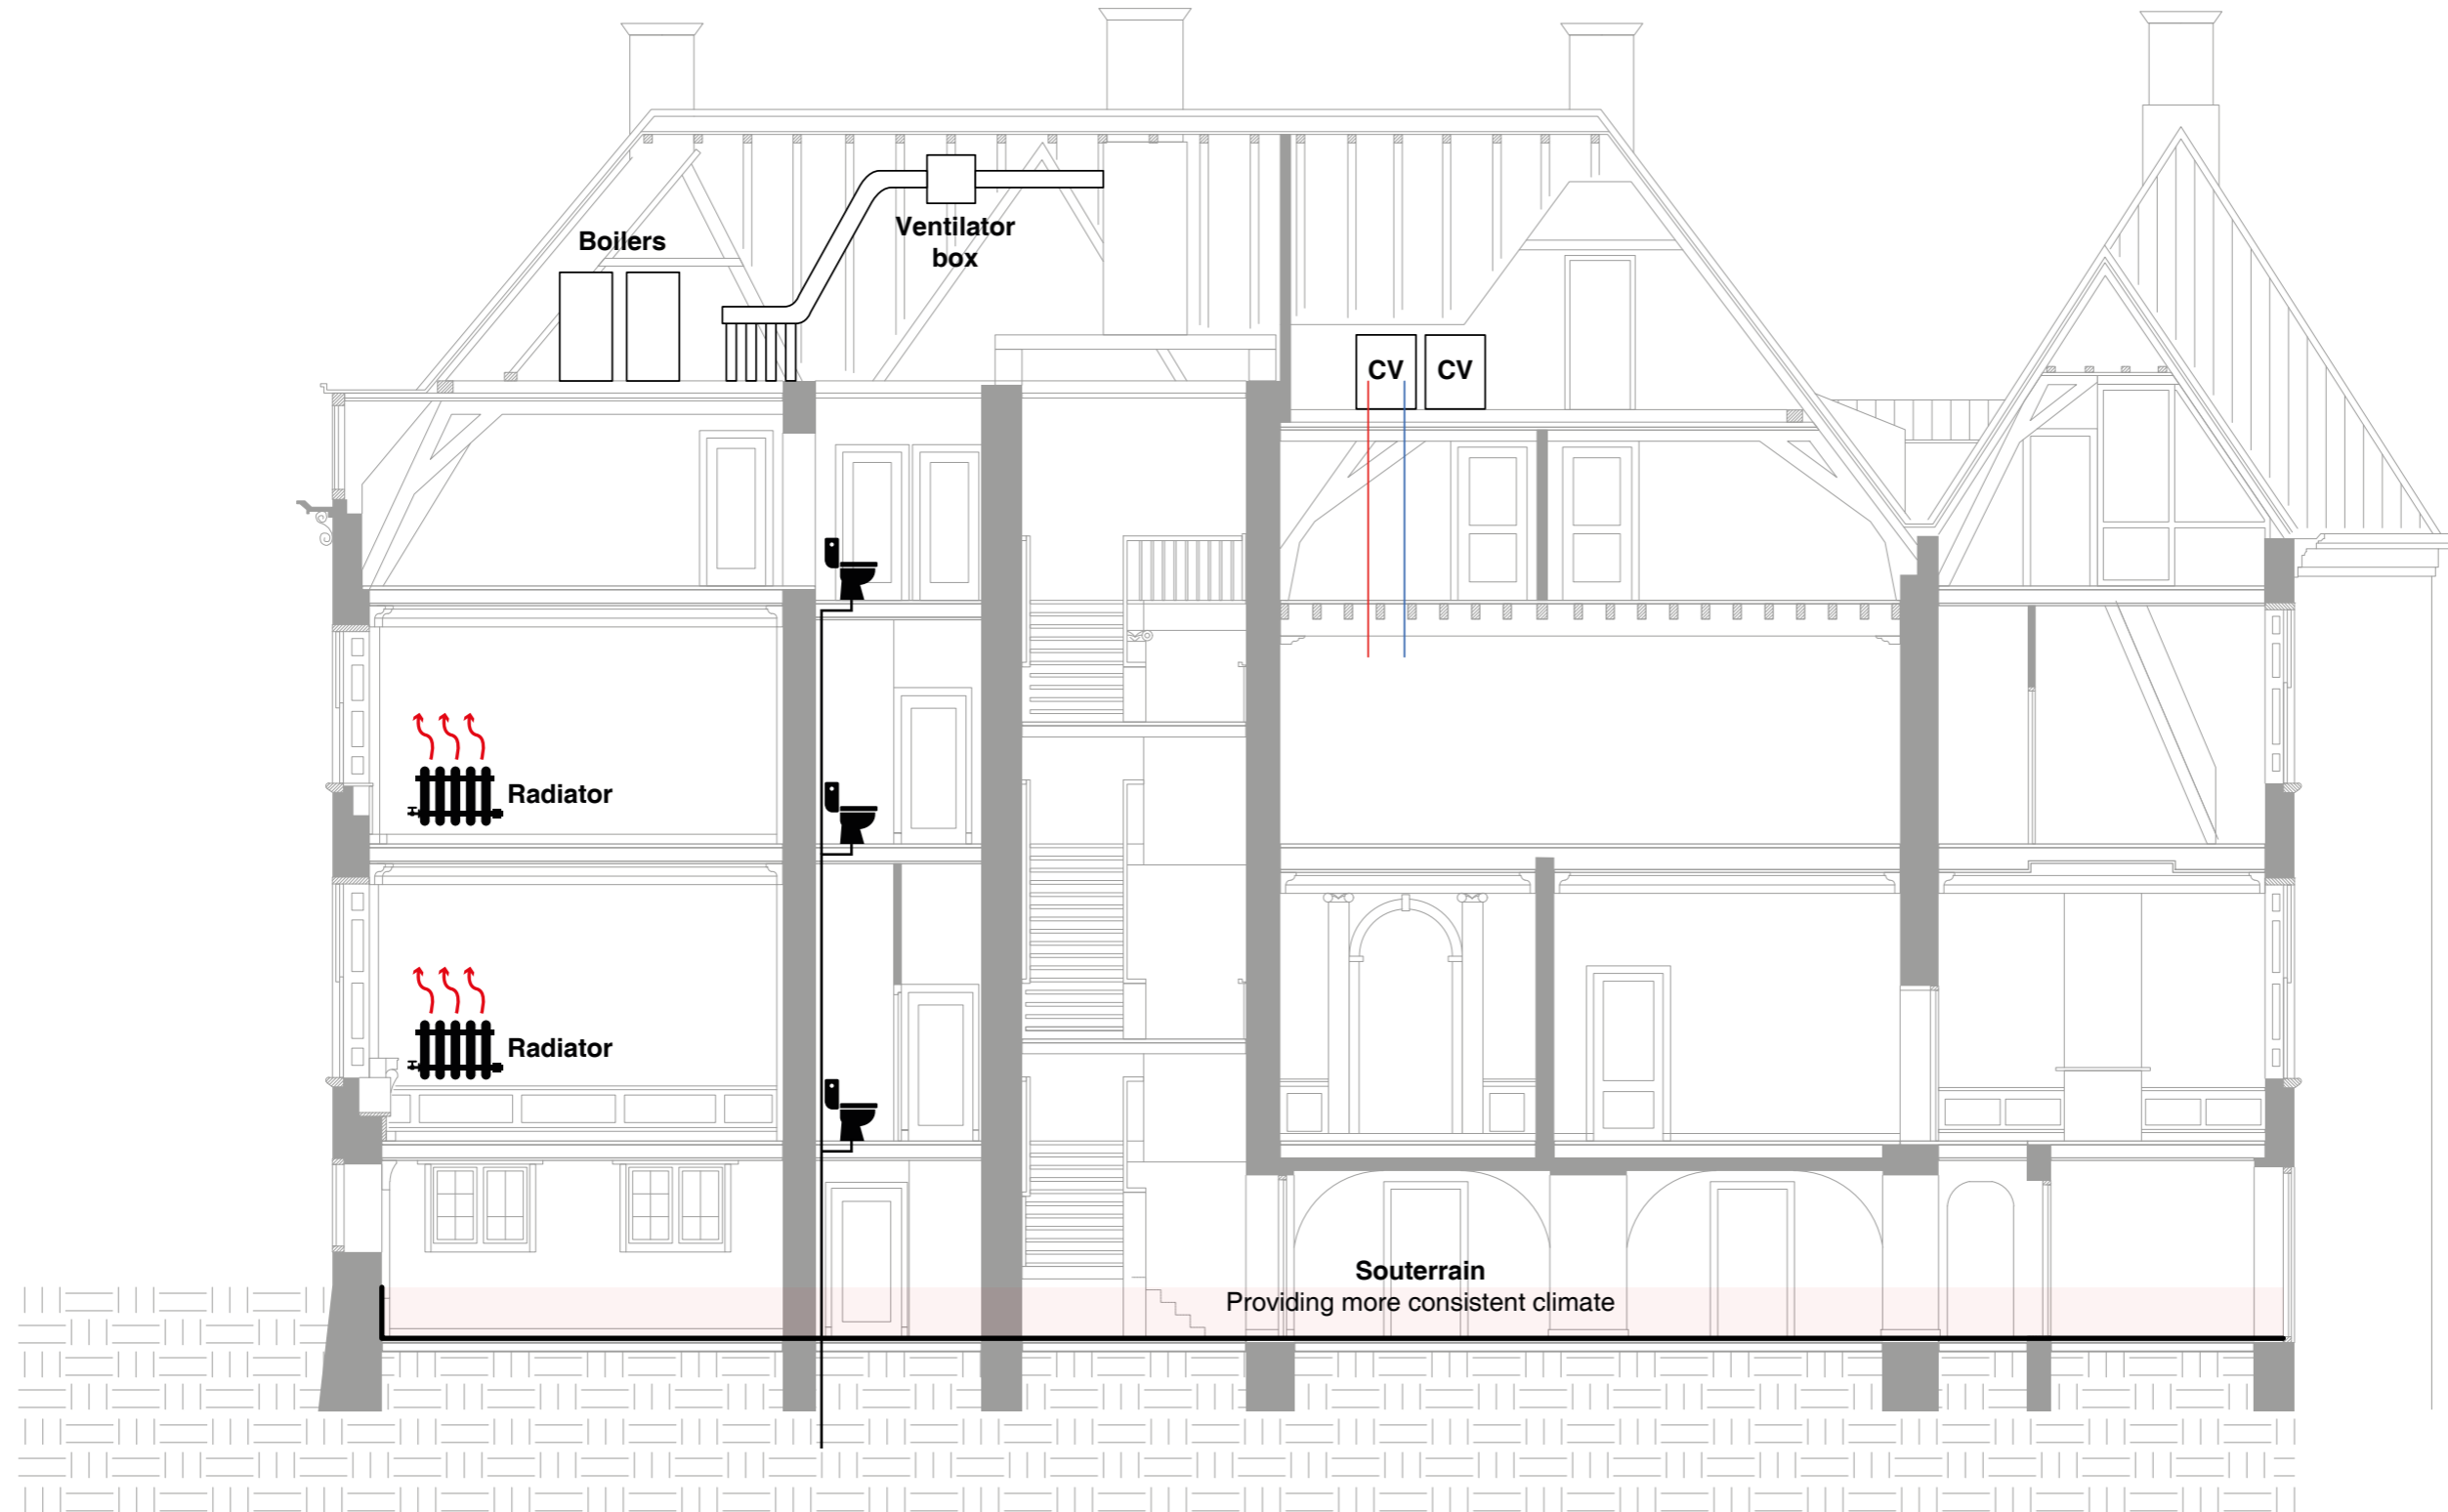 Ventilator
box
Boilers
CV
CV
Radiator
Radiator
Souterrain
Providing more consistent climate